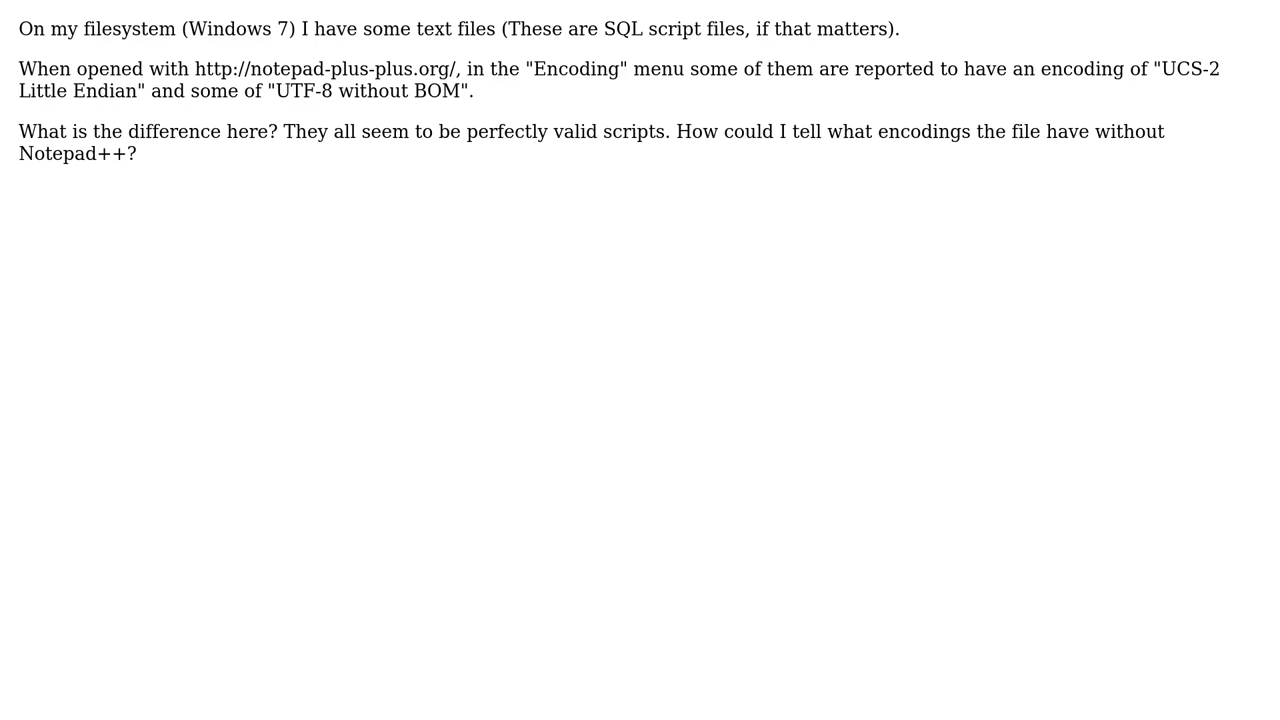 On my filesystem (Windows 7) I have some text files (These are SQL script files, if that matters).
When opened with http://notepad-plus-plus.org/, in the "Encoding" menu some of them are reported to have an encoding of "UCS-2
Little Endian" and some of "UTF-8 without BOM".
What is the difference here? They all seem to be perfectly valid scripts. How could I tell what encodings the file have without
Notepad++?